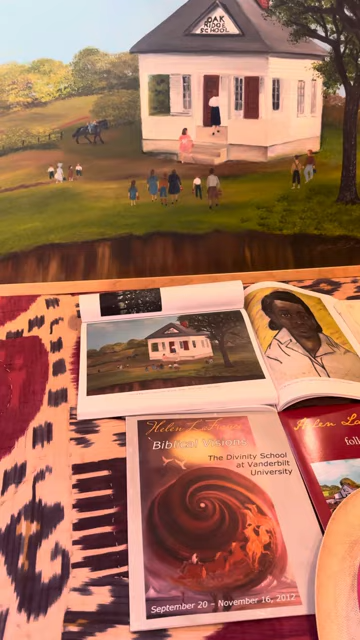 OAK
RIDGE
SCHOOL
Helen LaFrance
Biblical Visions
The Divinity School
at Vanderbilt
University
September 20 – November 16, 2012
Helen La
fol